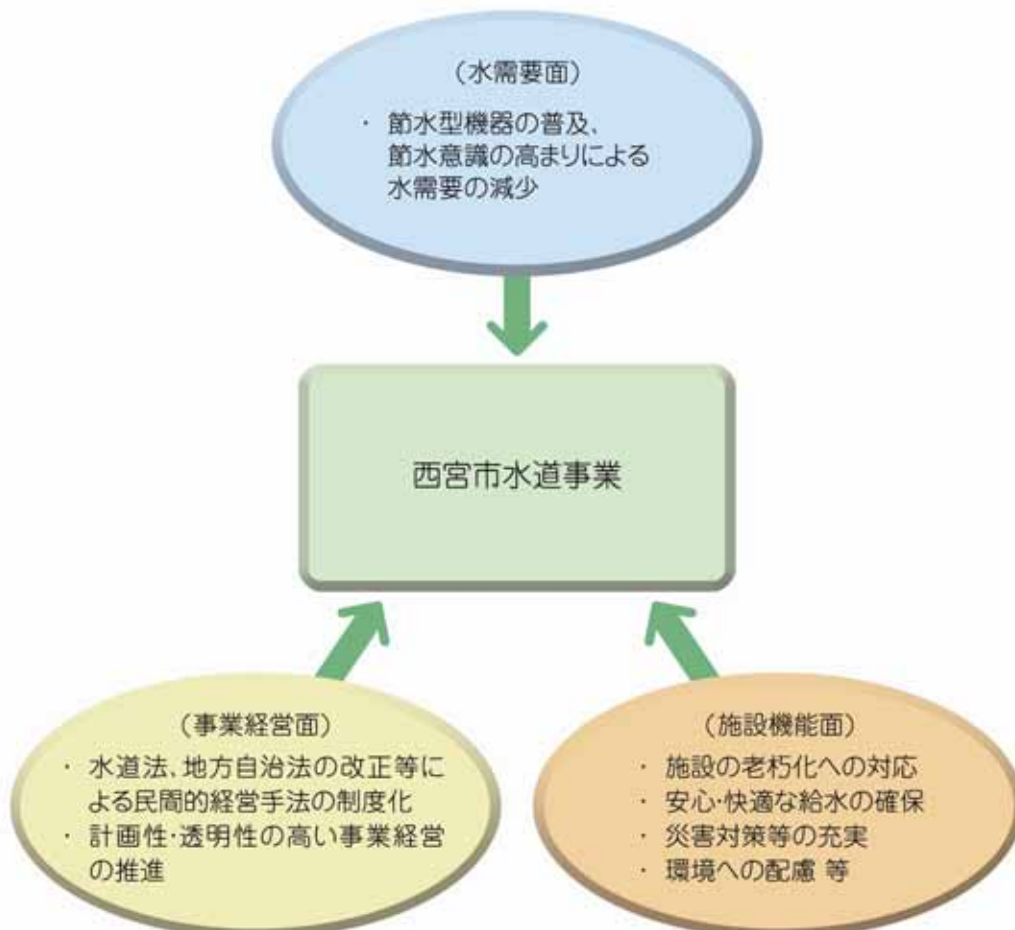 (水需要面)
・ 節水型機器の普及、
節水意識の高まりによる
水需要の減少
西宮市水道事業
(事業経営面)
・ 水道法、地方自治法の改正等に
よる民間的経営手法の制度化
・ 計画性・透明性の高い事業経営
の推進
(施設機能面)
・ 施設の老朽化への対応
・ 安心・快適な給水の確保
・ 災害対策等の充実
・ 環境への配慮 等